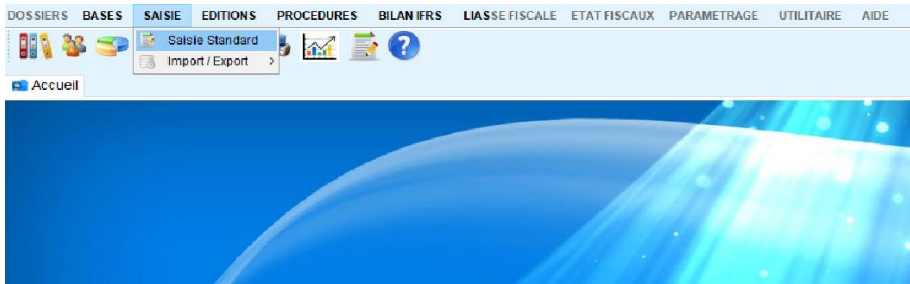 DOSSIERS BASES SAISIE EDITIONS PROCEDURES BILAN IFRS LIASSE FISCALE ETAT FISCAUX PARAMETRAGE UTILITAIRE AIDE
Saisie Standard
Import / Export
Accueil